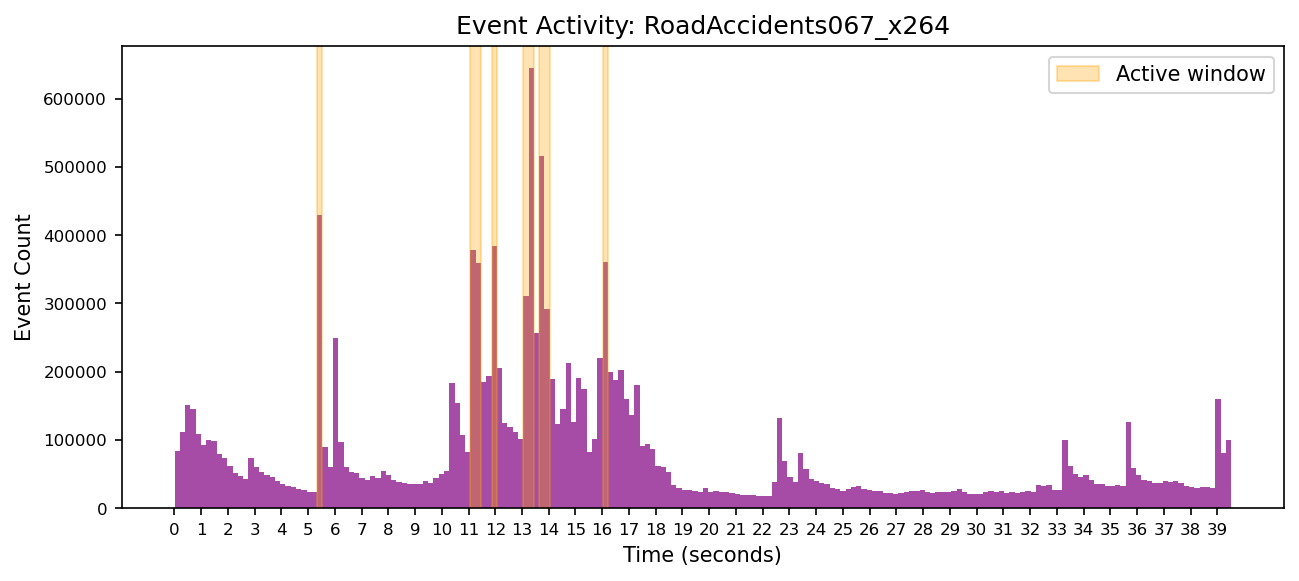 Event Activity: RoadAccidents067_x264
Active window
600000
500000
400000
300000
200000
100000
0
Event Count
0 1 2 3 4 5 6 7 8 9 10 11 12 13 14 15 16 17 18 19 20 21 22 23 24 25 26 27 28 29 30 31 32 33 34 35 36 37 38 39
Time (seconds)